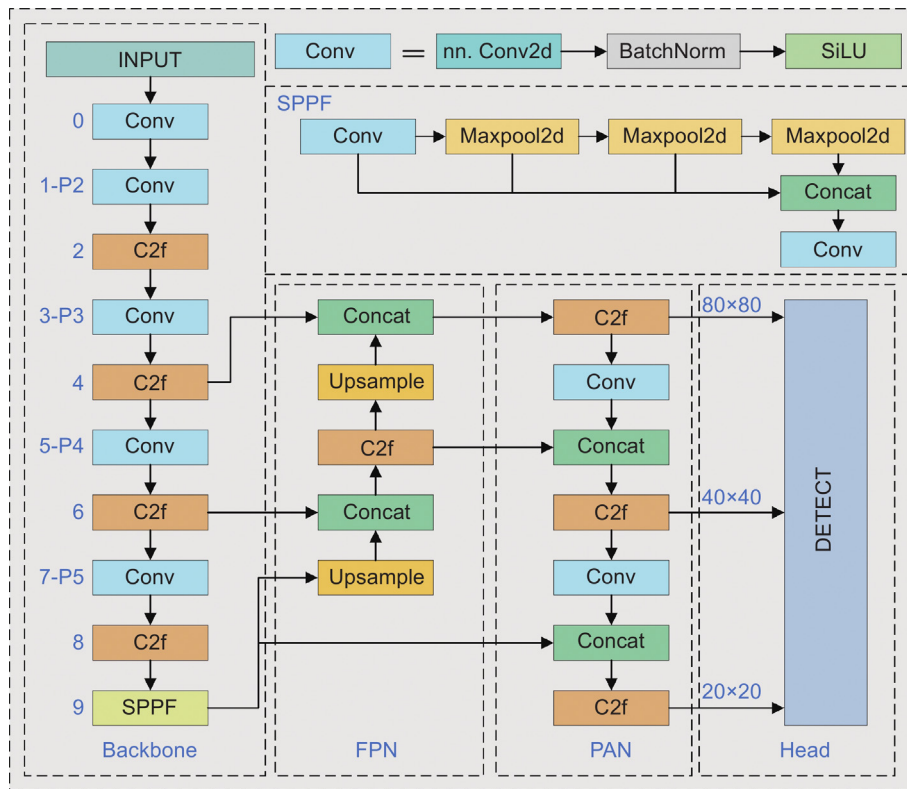 INPUT
0 Conv
1-P2 Conv
2 C2f
3-P3 Conv
4 C2f
5-P4 Conv
6 C2f
7-P5 Conv
8 C2f
9 SPPF
Backbone
Conv = nn. Conv2d BatchNorm SiLU
SPPF
Conv Maxpool2d Maxpool2d Maxpool2d
Concat
Conv
Concat
Upsample
C2f
Concat
Upsample
FPN
C2f
Conv
Concat
C2f
Conv
Concat
C2f
PAN
80×80
40×40
20×20
DETECT
Head